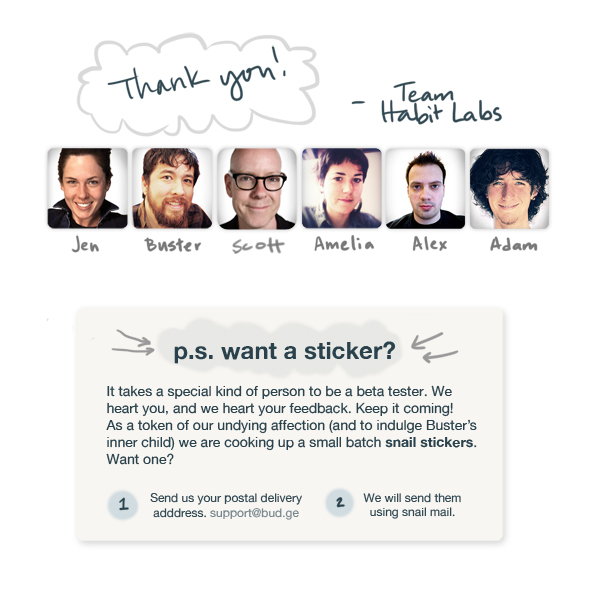 Thank you!
- Team
Habit Labs
Jen Buster Scott Amelia Alex Adam
p.s. want a sticker?
It takes a special kind of person to be a beta tester. We
heart you, and we heart your feedback. Keep it coming!
As a token of our undying affection (and to indulge Buster's
inner child) we are cooking up a small batch snail stickers.
Want one?
1 Send us your postal delivery
adddress. support@bud.ge
2 We will send them
using snail mail.